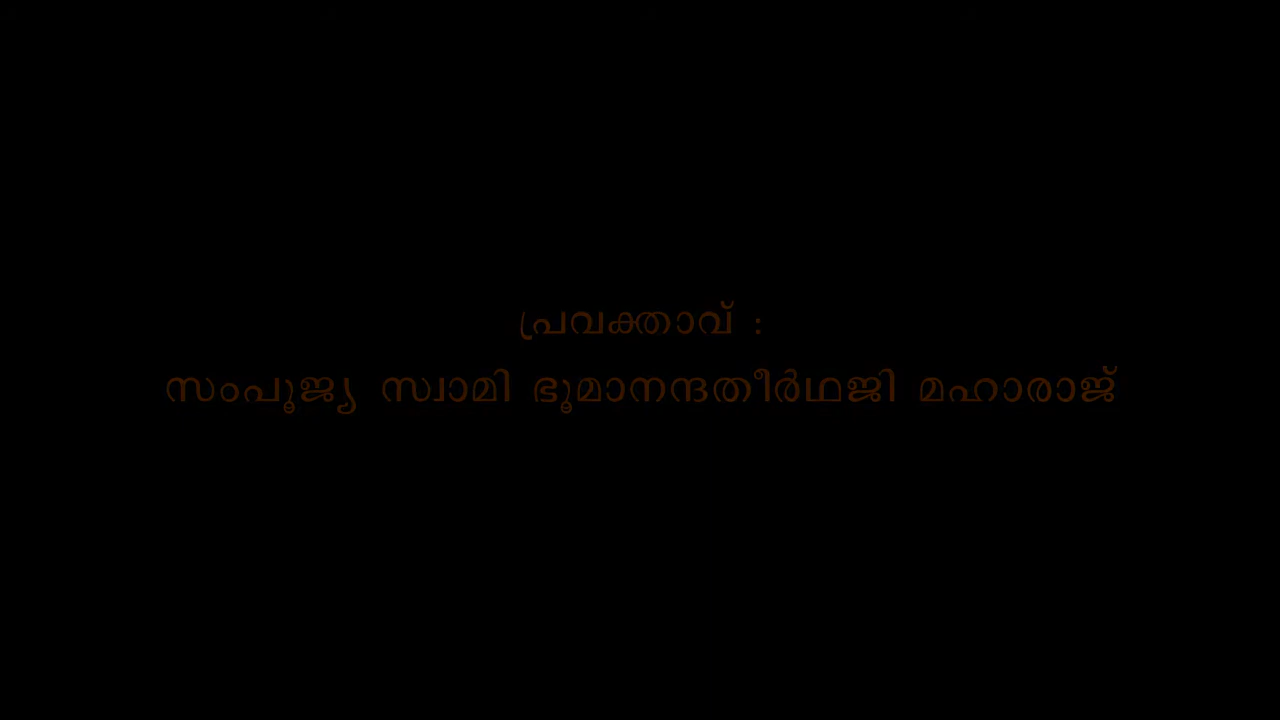 പ്രവക്താവ് :
സംപൂജ്യ സ്വാമി ഭൂമാനന്ദതീർഥജി മഹാരാജ്